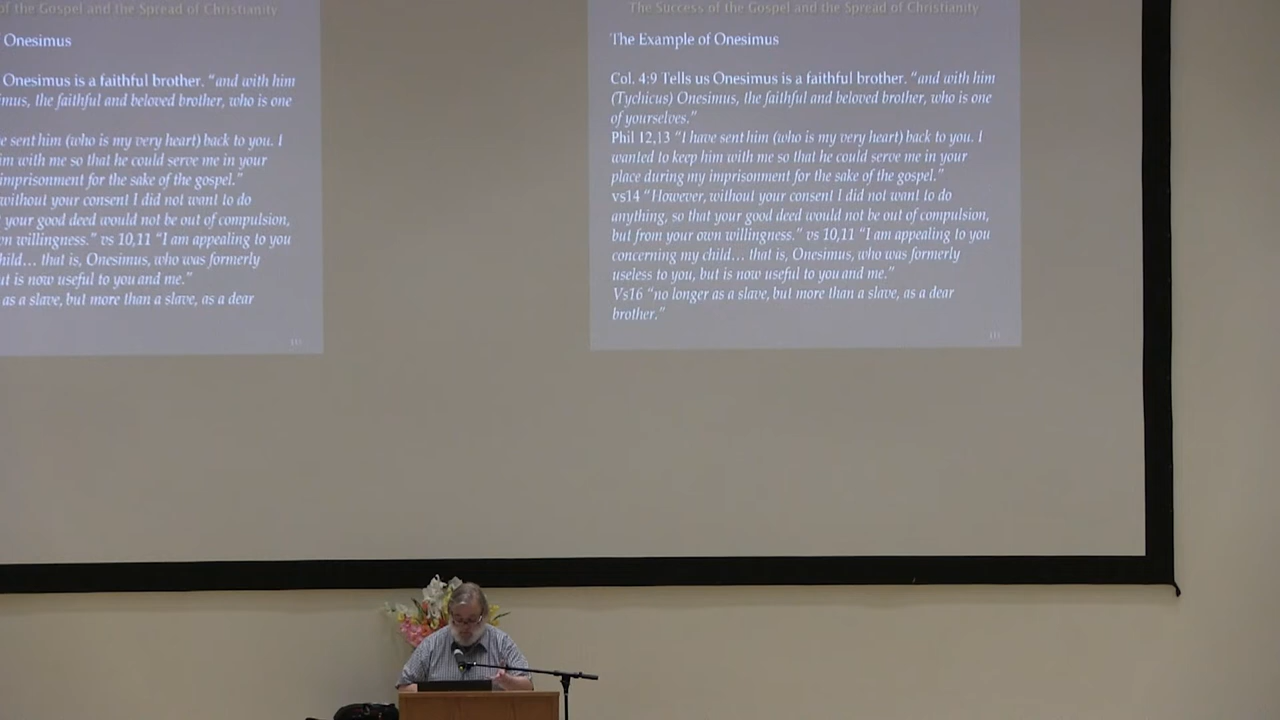 of the Gospel and the Spread of Christianity
Onesimus
Onesimus is a faithful brother. "and with him
imus, the faithful and beloved brother, who is one
e sent him (who is my very heart) back to you. I
im with me so that he could serve me in your
imprisonment for the sake of the gospel."
without your consent I did not want to do
t your good deed would not be out of compulsion,
wn willingness." vs 10,11 "I am appealing to you
hild... that is, Onesimus, who was formerly
ut is now useful to you and me."
as a slave, but more than a slave, as a dear
The Success of the Gospel and the Spread of Christianity
The Example of Onesimus
Col. 4:9 Tells us Onesimus is a faithful brother. "and with him
(Tychicus) Onesimus, the faithful and beloved brother, who is one
of yourselves."
Phil 12,13 "I have sent him (who is my very heart) back to you. I
wanted to keep him with me so that he could serve me in your
place during my imprisonment for the sake of the gospel."
vs14 "However, without your consent I did not want to do
anything, so that your good deed would not be out of compulsion,
but from your own willingness." vs 10,11 "I am appealing to you
concerning my child... that is, Onesimus, who was formerly
useless to you, but is now useful to you and me."
Vs16 "no longer as a slave, but more than a slave, as a dear
brother."